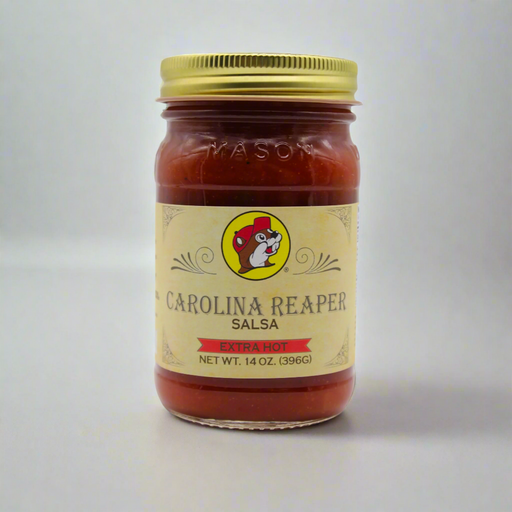 MASON
®
CAROLINA REAPER
SALSA
EXTRA HOT
NET WT. 14 OZ. (396G)